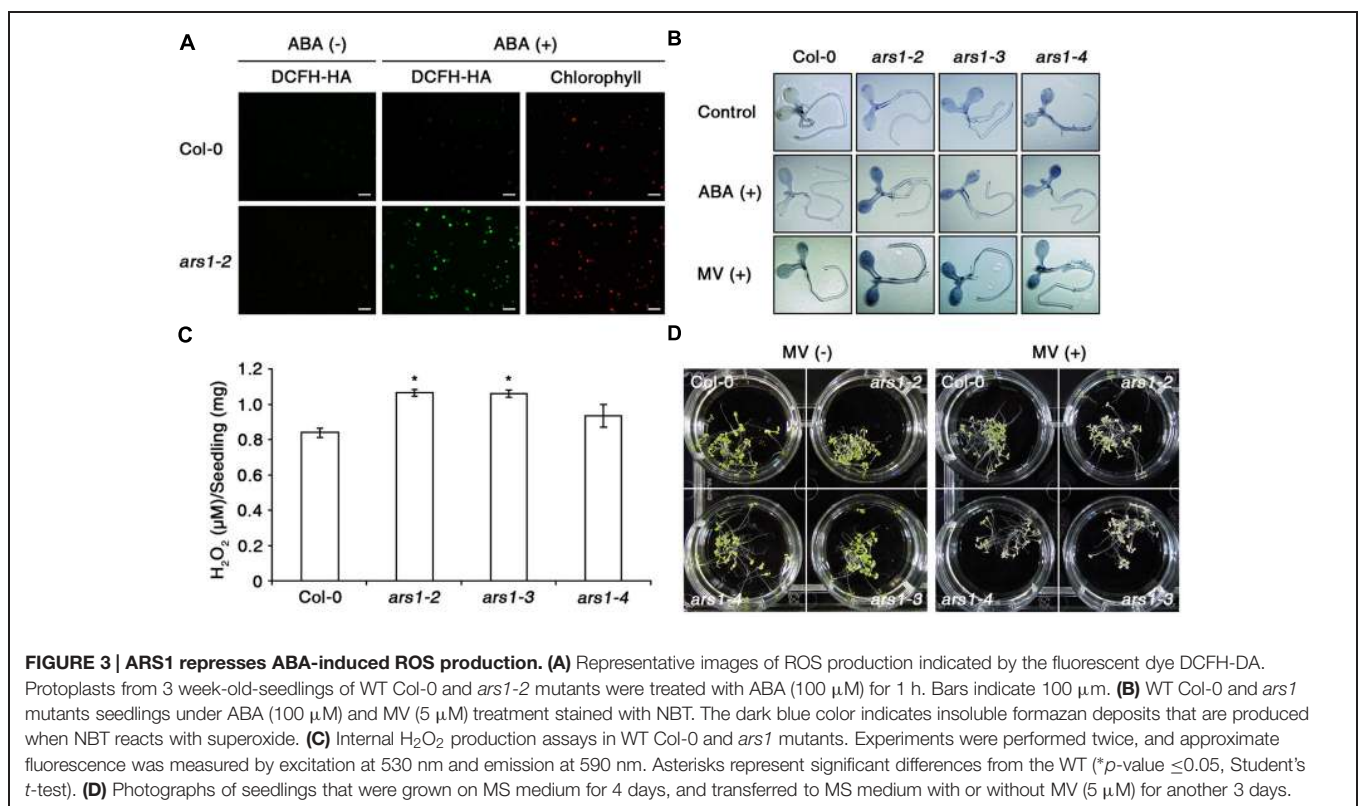 A
ABA (-)
ABA (+)
DCFH-HA
DCFH-HA
Chlorophyll
Col-0
ars1-2
B
Col-0
ars1-2
ars1-3
ars1-4
Control
ABA (+)
MV (+)
C
H₂O₂ (µM)/Seedling (mg)
1.2
1.0
0.8
0.6
0.4
0.2
0
*
*
Col-0
ars1-2
ars1-3
ars1-4
D
MV (-)
MV (+)
Col-0
ars1-2
Col-0
ars1-2
ars1-4
ars1-3
ars1-4
ars1-3
FIGURE 3 | ARS1 represses ABA-induced ROS production. (A) Representative images of ROS production indicated by the fluorescent dye DCFH-DA.
Protoplasts from 3 week-old-seedlings of WT Col-0 and ars1-2 mutants were treated with ABA (100 µM) for 1 h. Bars indicate 100 µm. (B) WT Col-0 and ars1
mutants seedlings under ABA (100 µM) and MV (5 µM) treatment stained with NBT. The dark blue color indicates insoluble formazan deposits that are produced
when NBT reacts with superoxide. (C) Internal H₂O₂ production assays in WT Col-0 and ars1 mutants. Experiments were performed twice, and approximate
fluorescence was measured by excitation at 530 nm and emission at 590 nm. Asterisks represent significant differences from the WT (*p-value ≤0.05, Student's
t-test). (D) Photographs of seedlings that were grown on MS medium for 4 days, and transferred to MS medium with or without MV (5 µM) for another 3 days.